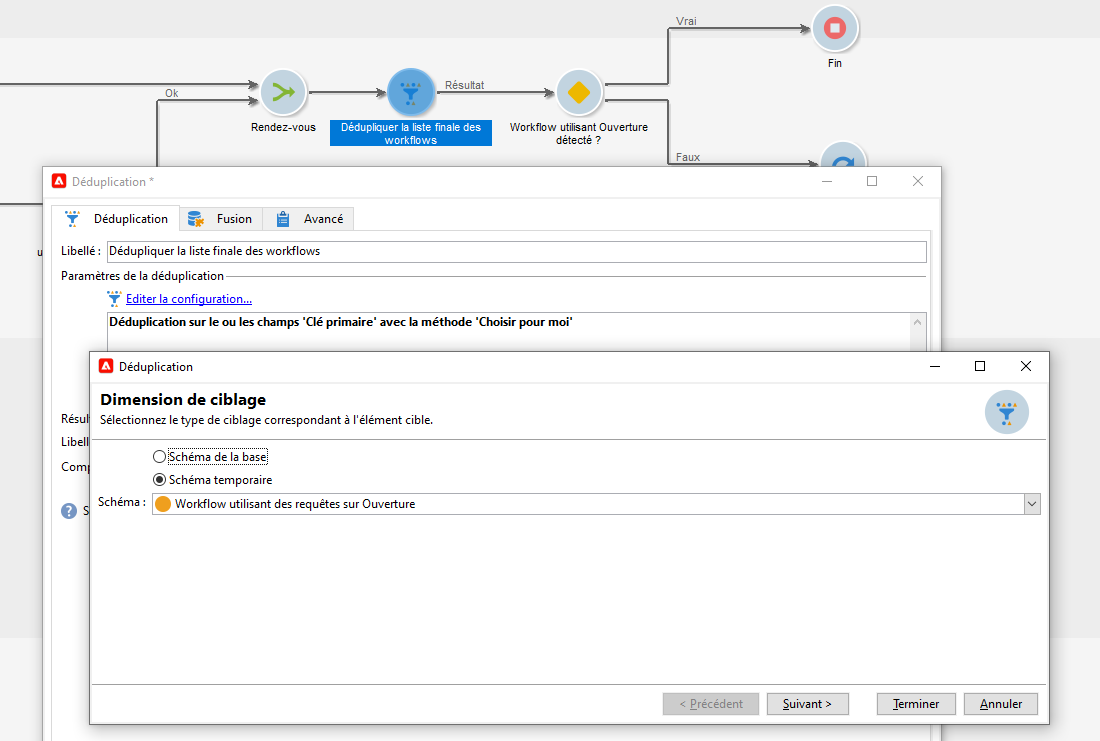 Vrai
Fin
Ok
Résultat
Rendez-vous
Dédupliquer la liste finale des
workflows
Workflow utilisant Ouverture
détecté ?
Faux
Déduplication *
Déduplication
Fusion
Avancé
Libellé :
Dédupliquer la liste finale des workflows
Paramètres de la déduplication
Editer la configuration...
Déduplication sur le ou les champs 'Clé primaire' avec la méthode 'Choisir pour moi'
Déduplication
Dimension de ciblage
Sélectionnez le type de ciblage correspondant à l'élément cible.
Schéma de la base
Schéma temporaire
Schéma :
Workflow utilisant des requêtes sur Ouverture
< Précédent
Suivant >
Terminer
Annuler